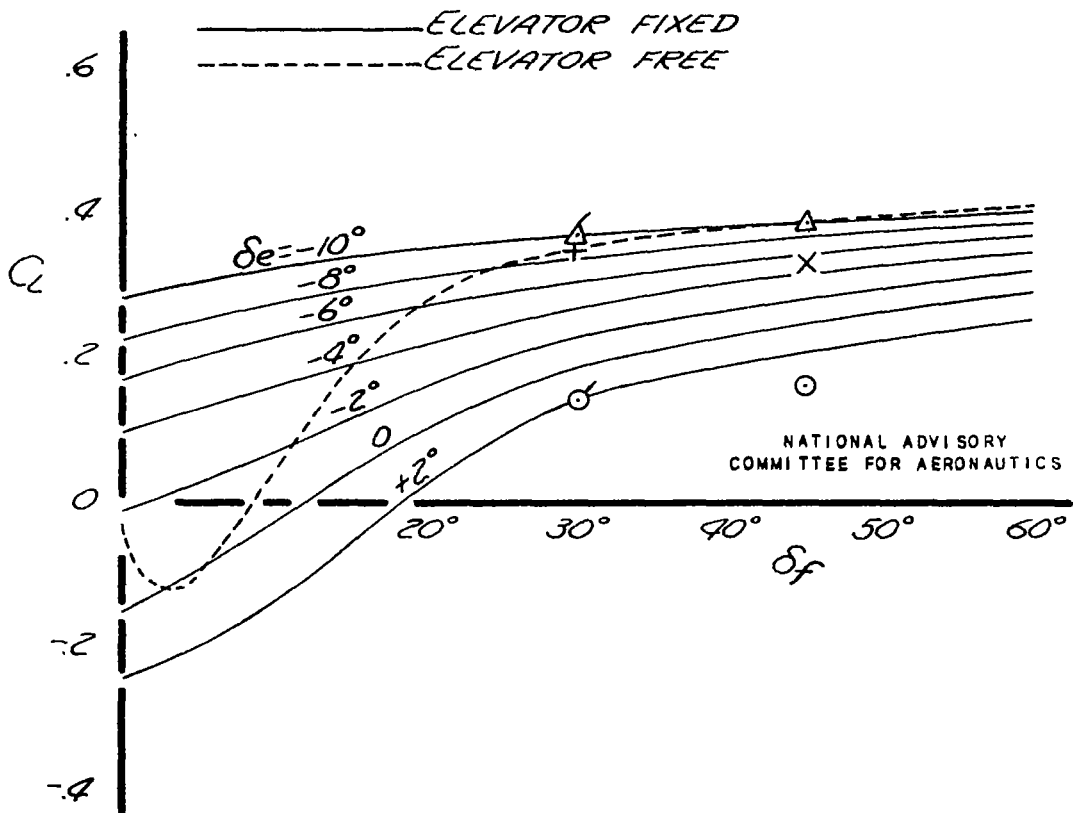 ELEVATOR FIXED
ELEVATOR FREE
.6
.4
CL
.2
0
-.2
-.4
δe=-10°
-8°
-6°
-4°
-2°
0
+2°
NATIONAL ADVISORY
COMMITTEE FOR AERONAUTICS
20° 30° 40° 50° 60°
δf